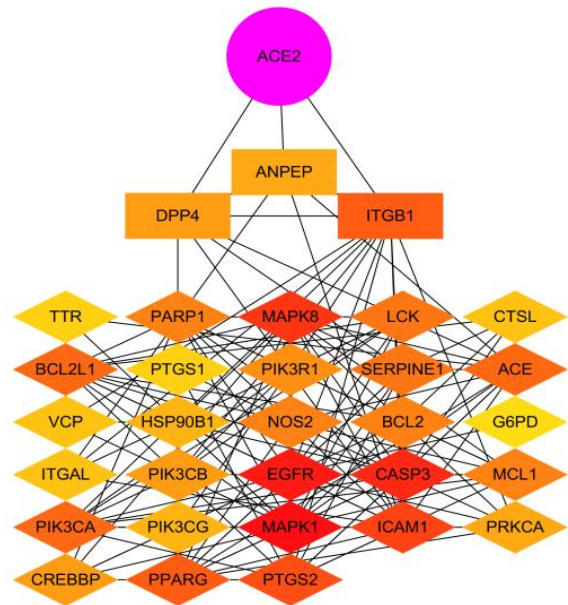 ACE2
ANPEP
DPP4 ITGB1
TTR PARP1 MAPK8 LCK CTSL
BCL2L1 PTGS1 PIK3R1 SERPINE1 ACE
VCP HSP90B1 NOS2 BCL2 G6PD
ITGAL PIK3CB EGFR CASP3 MCL1
PIK3CA PIK3CG MAPK1 ICAM1 PRKCA
CREBBP PPARG PTGS2